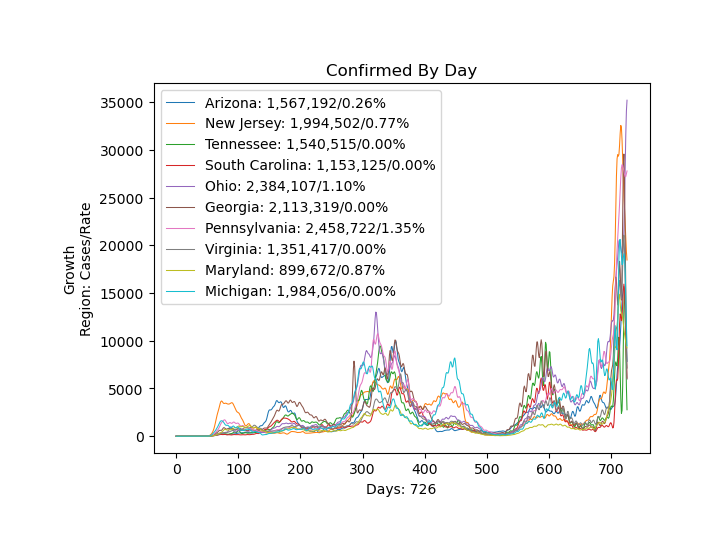 Confirmed By Day
Growth
Region: Cases/Rate
35000
30000
25000
20000
15000
10000
5000
0
Arizona: 1,567,192/0.26%
New Jersey: 1,994,502/0.77%
Tennessee: 1,540,515/0.00%
South Carolina: 1,153,125/0.00%
Ohio: 2,384,107/1.10%
Georgia: 2,113,319/0.00%
Pennsylvania: 2,458,722/1.35%
Virginia: 1,351,417/0.00%
Maryland: 899,672/0.87%
Michigan: 1,984,056/0.00%
0 100 200 300 400 500 600 700
Days: 726